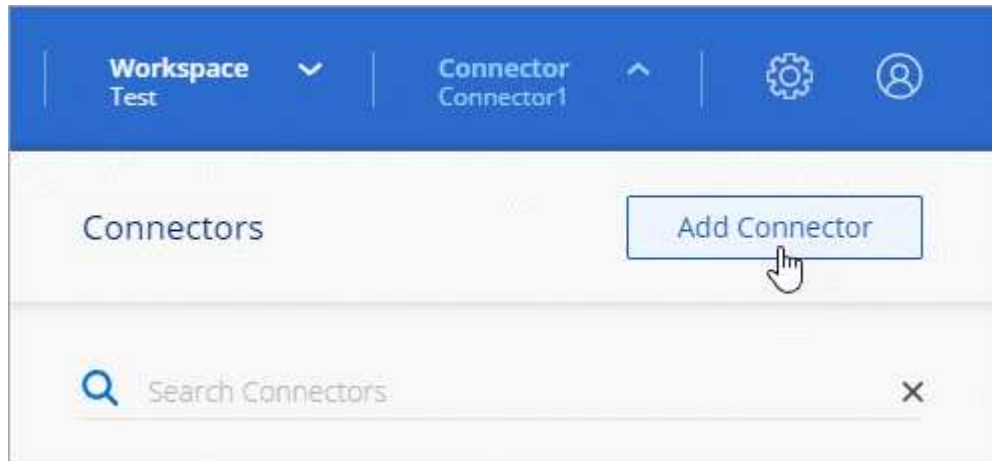 Workspace
Test
Connector
Connector1
Connectors
Add Connector
Search Connectors